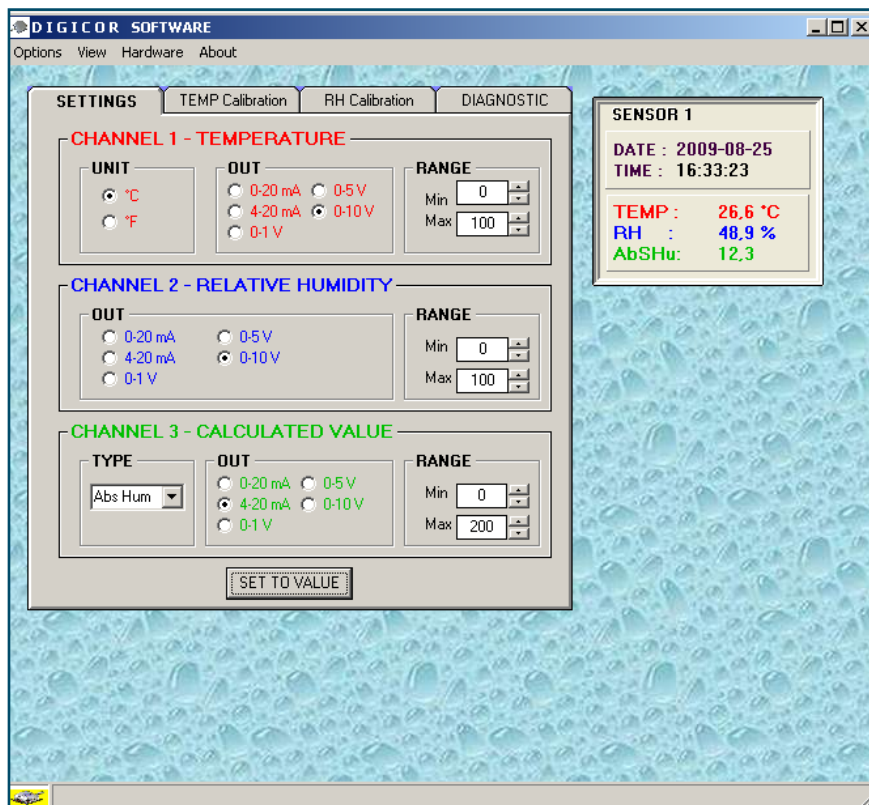 DIGICOR SOFTWARE
Options View Hardware About
SETTINGS TEMP Calibration RH Calibration DIAGNOSTIC
CHANNEL 1 - TEMPERATURE
UNIT OUT RANGE
°C 0-20 mA 0-5 V Min 0
°F 4-20 mA 0-10 V Max 100
0-1 V
CHANNEL 2 - RELATIVE HUMIDITY
OUT RANGE
0-20 mA 0-5 V Min 0
4-20 mA 0-10 V Max 100
0-1 V
CHANNEL 3 - CALCULATED VALUE
TYPE OUT RANGE
Abs Hum 0-20 mA 0-5 V Min 0
4-20 mA 0-10 V Max 200
0-1 V
SET TO VALUE
SENSOR 1
DATE : 2009-08-25
TIME : 16:33:23
TEMP : 26,6 °C
RH : 48,9 %
AbSHu: 12,3